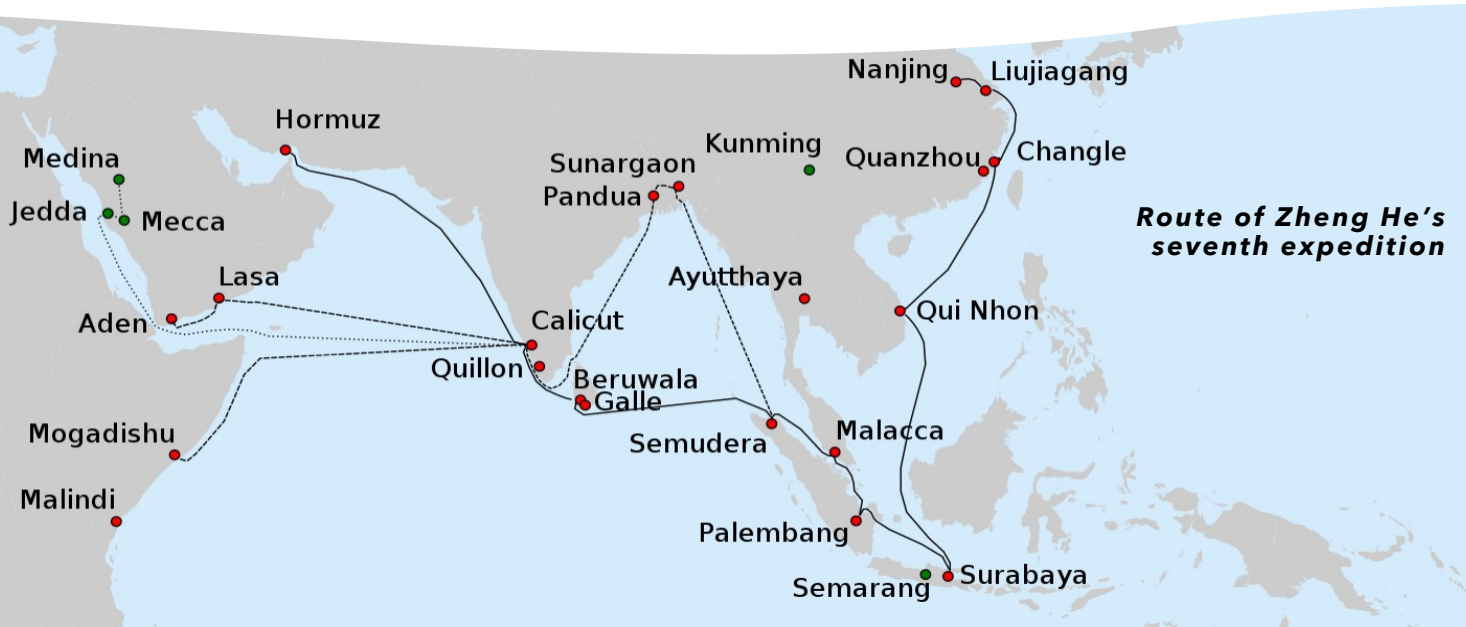 Nanjing
Liujiagang
Hormuz
Medina
Kunming
Quanzhou
Changle
Sunargaon
Pandua
Jedda
Mecca
Route of Zheng He's
seventh expedition
Lasa
Ayutthaya
Aden
Calicut
Qui Nhon
Quillon
Beruwala
Galle
Mogadishu
Semudera
Malacca
Malindi
Palembang
Semarang
Surabaya